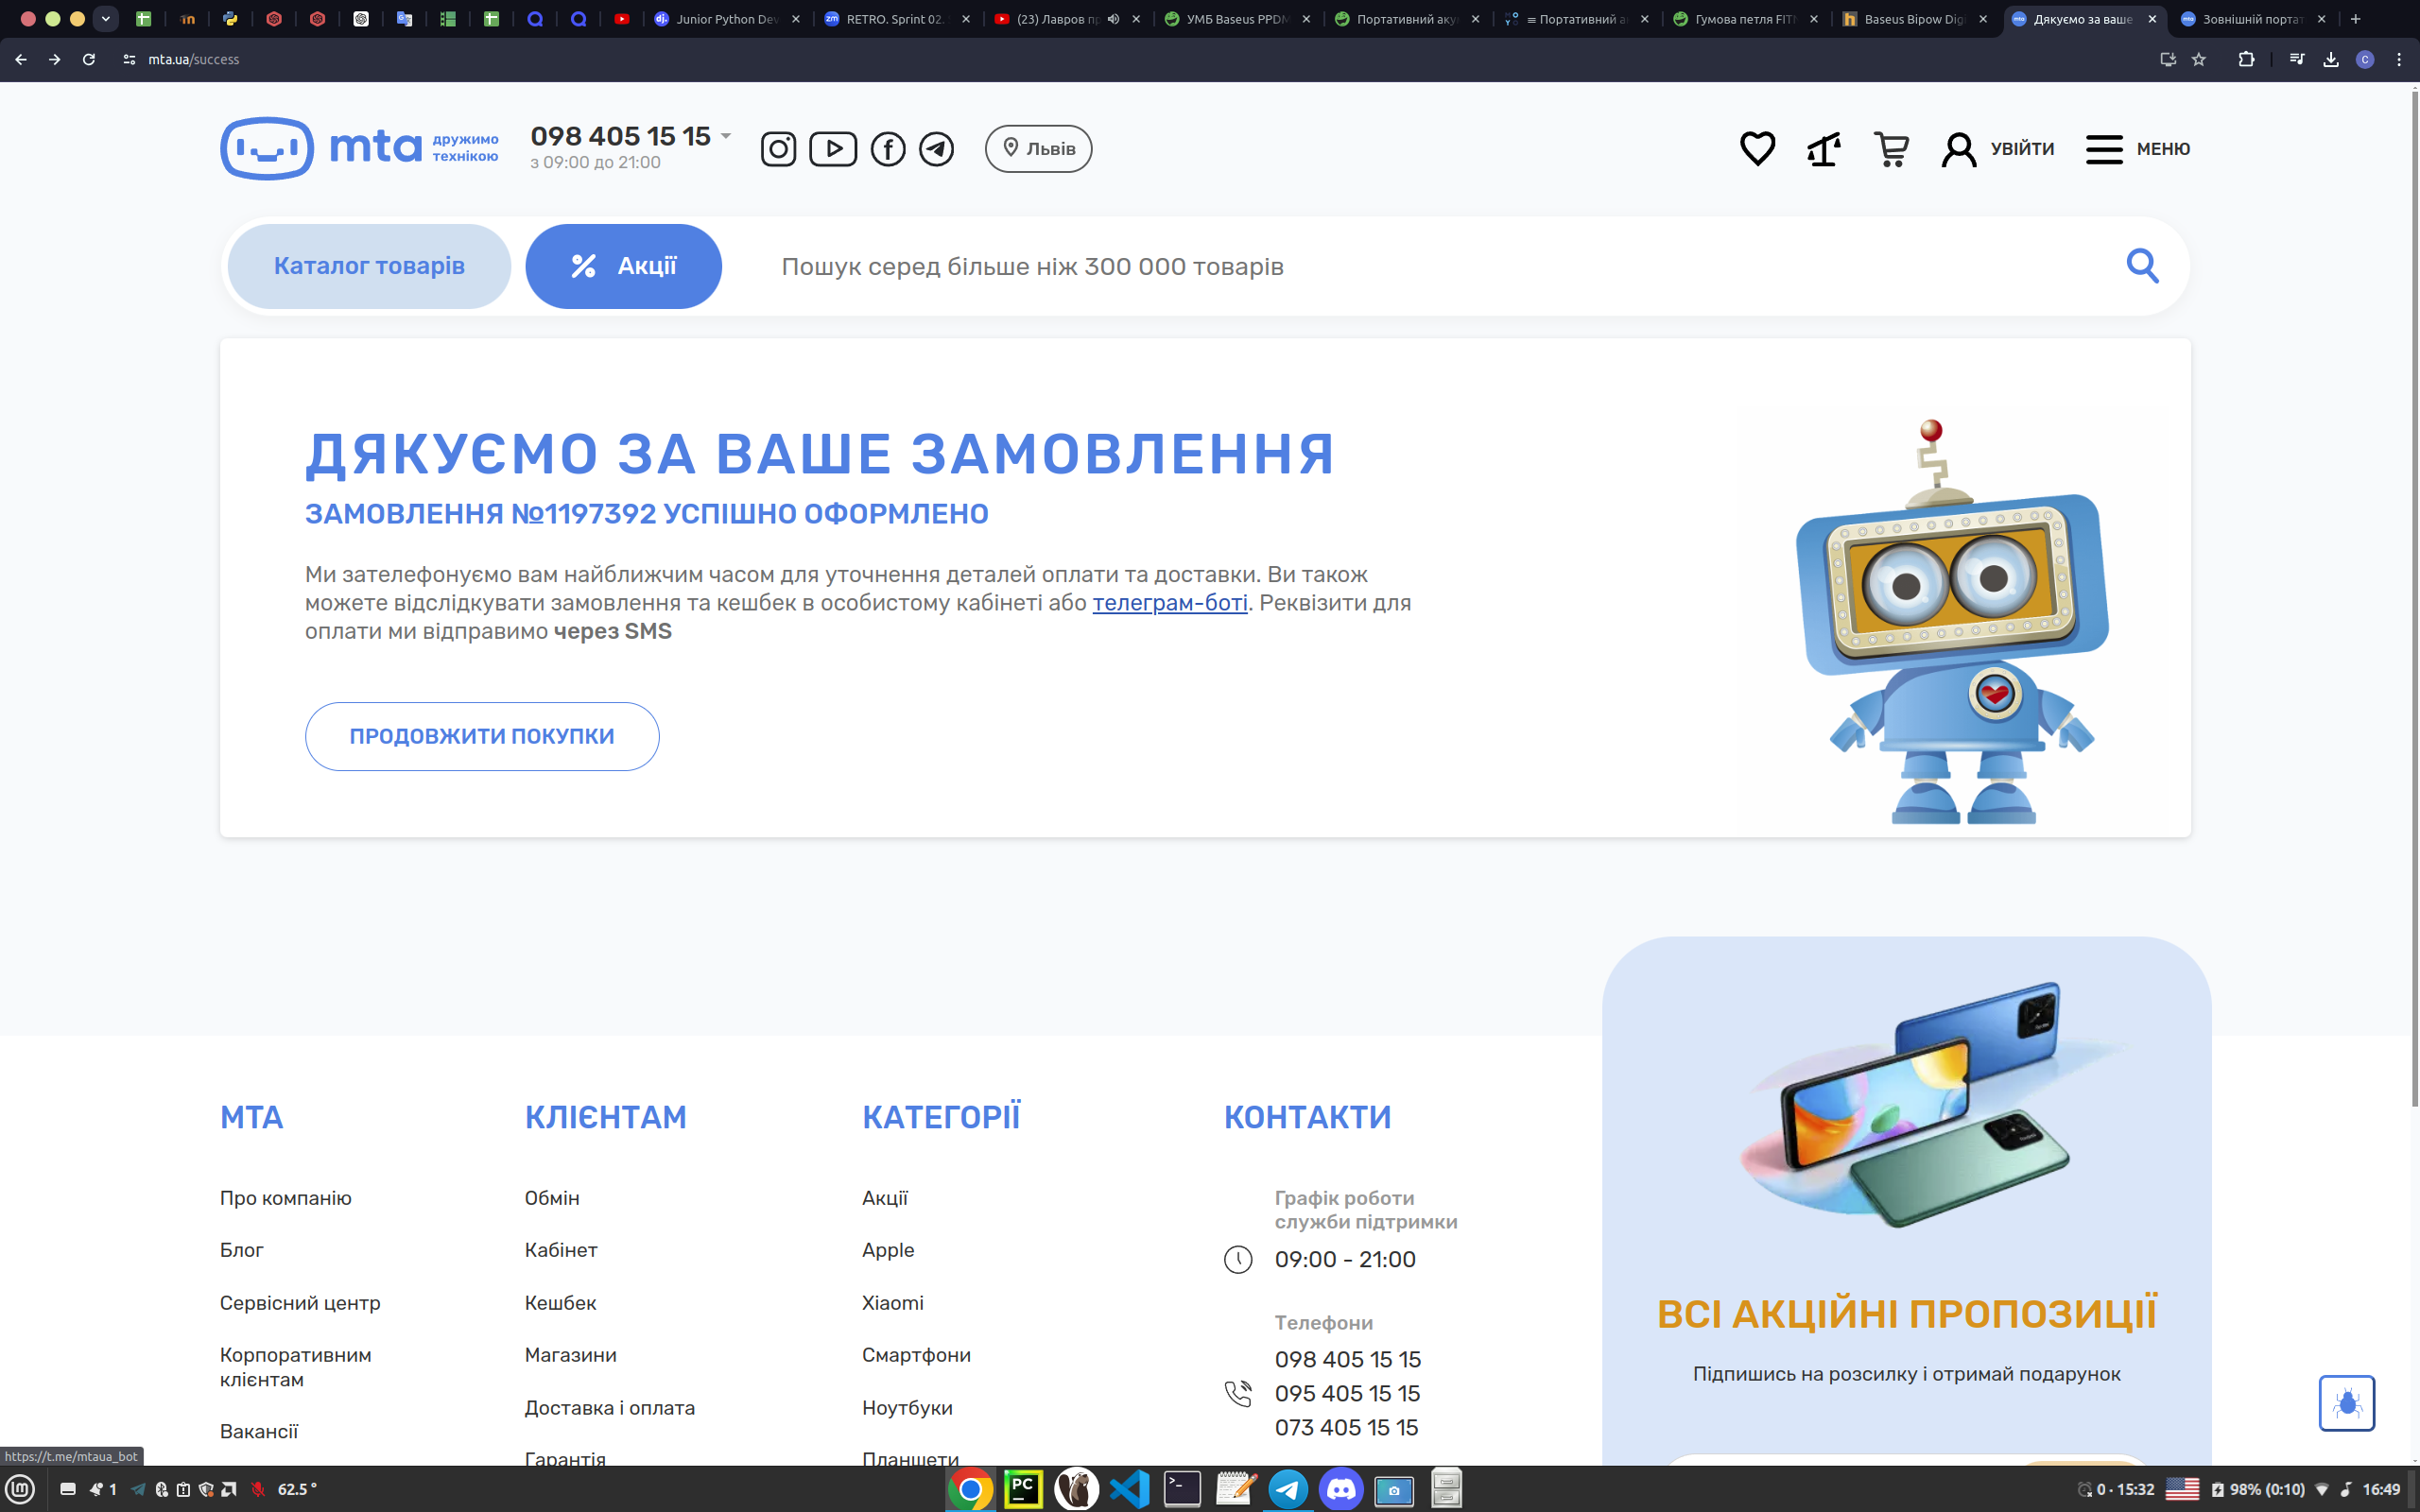 Junior Python Dev
RETRO. Sprint 02.
(23) Лавров пр
УМБ Baseus PPDM
Портативний аку
= Портативний а
Гумова петля FIT
Baseus Bipow Digi
Дякуємо за ваше
Зовнішній портат
mta.ua/success
C
mta дружимо
технікою
098 405 15 15
з 09:00 до 21:00
Львів
УВІЙТИ
МЕНЮ
Каталог товарів
Акції
Пошук серед більше ніж 300 000 товарів
ДЯКУЄМО ЗА ВАШЕ ЗАМОВЛЕННЯ
ЗАМОВЛЕННЯ №1197392 УСПІШНО ОФОРМЛЕНО
Ми зателефонуємо вам найближчим часом для уточнення деталей оплати та доставки. Ви також
можете відслідкувати замовлення та кешбек в особистому кабінеті або телеграм-боті. Реквізити для
оплати ми відправимо через SMS
ПРОДОВЖИТИ ПОКУПКИ
МТА
Про компанію
Блог
Сервісний центр
Корпоративним
клієнтам
Вакансії
КЛІЄНТАМ
Обмін
Кабінет
Кешбек
Магазини
Доставка і оплата
Гарантія
КАТЕГОРІЇ
Акції
Apple
Xiaomi
Смартфони
Ноутбуки
Планшети
КОНТАКТИ
Графік роботи
служби підтримки
09:00 - 21:00
Телефони
098 405 15 15
095 405 15 15
073 405 15 15
ВСІ АКЦІЙНІ ПРОПОЗИЦІЇ
Підпишись на розсилку і отримай подарунок
https://t.me/mtaua_bot
1
62.5 °
PC
0 · 15:32
98% (0:10)
16:49